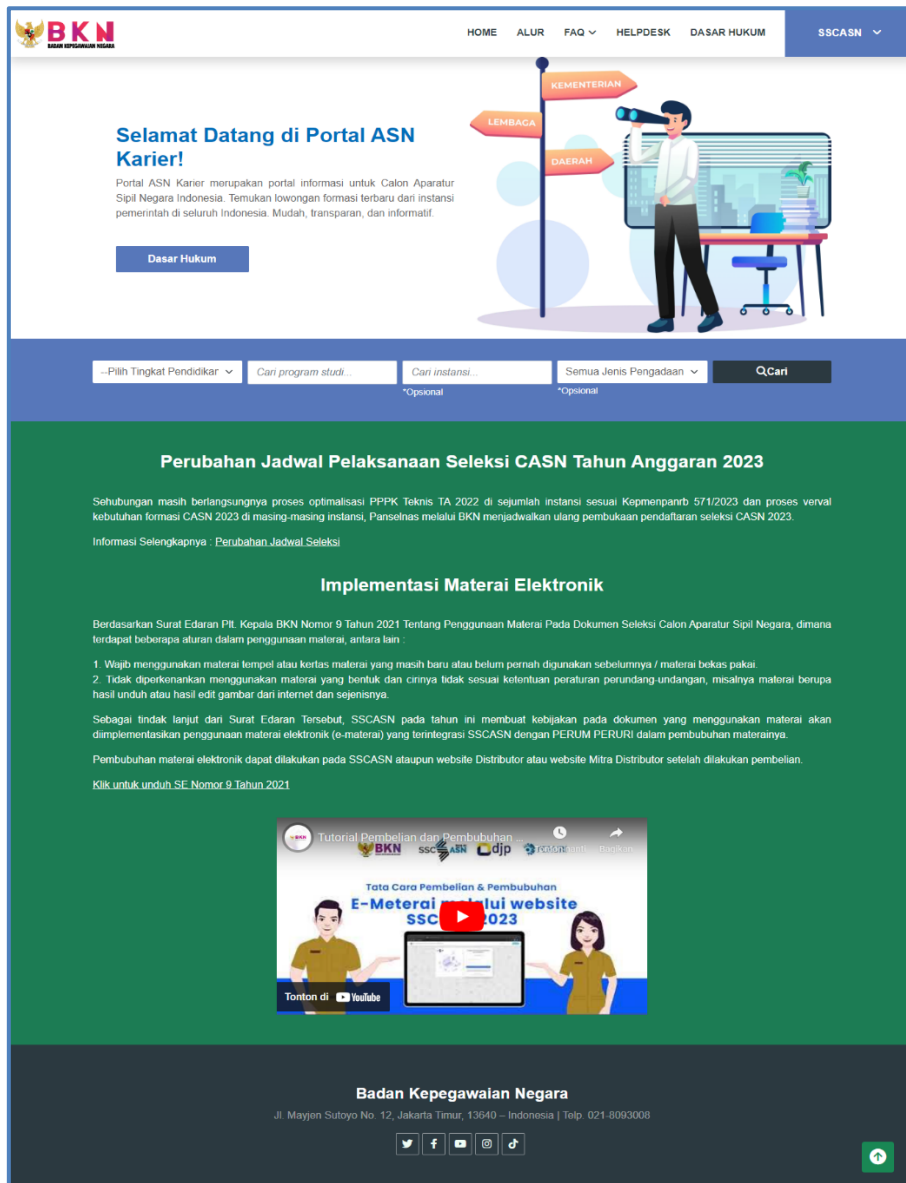 BKN
BADAN KEPEGAWAIAN NEGARA
HOME ALUR FAQ HELPDESK DASAR HUKUM SSCASN
KEMENTERIAN
LEMBAGA
DAERAH
Selamat Datang di Portal ASN
Karier!
Portal ASN Karier merupakan portal informasi untuk Calon Aparatur
Sipil Negara Indonesia. Temukan lowongan formasi terbaru dari instansi
pemerintah di seluruh Indonesia. Mudah, transparan, dan informatif.
Dasar Hukum
--Pilih Tingkat Pendidikan Cari program studi... Cari instansi... Semua Jenis Pengadaan Cari
*Opsional *Opsional
Perubahan Jadwal Pelaksanaan Seleksi CASN Tahun Anggaran 2023
Sehubungan masih berlangsungnya proses optimalisasi PPPK Teknis TA 2022 di sejumlah instansi sesuai Kepmenpanrb 571/2023 dan proses verval
kebutuhan formasi CASN 2023 di masing-masing instansi, Panselnas melalui BKN menjadwalkan ulang pembukaan pendaftaran seleksi CASN 2023.
Informasi Selengkapnya : Perubahan Jadwal Seleksi
Implementasi Materai Elektronik
Berdasarkan Surat Edaran Plt. Kepala BKN Nomor 9 Tahun 2021 Tentang Penggunaan Materai Pada Dokumen Seleksi Calon Aparatur Sipil Negara, dimana
terdapat beberapa aturan dalam penggunaan materai, antara lain :
1. Wajib menggunakan materai tempel atau kertas materai yang masih baru atau belum pernah digunakan sebelumnya / materai bekas pakai.
2. Tidak diperkenankan menggunakan materai yang bentuk dan cirinya tidak sesuai ketentuan peraturan perundang-undangan, misalnya materai berupa
hasil unduh atau hasil edit gambar dari internet dan sejenisnya.
Sebagai tindak lanjut dari Surat Edaran Tersebut, SSCASN pada tahun ini membuat kebijakan pada dokumen yang menggunakan materai akan
diimplementasikan penggunaan materai elektronik (e-materai) yang terintegrasi SSCASN dengan PERUM PERURI dalam pembubuhan materainya.
Pembubuhan materai elektronik dapat dilakukan pada SSCASN ataupun website Distributor atau website Mitra Distributor setelah dilakukan pembelian.
Klik untuk unduh SE Nomor 9 Tahun 2021
BKN Tutorial Pembelian dan Pembubuhan ...
BKN SSCASN djp Bagikan
Tata Cara Pembelian & Pembubuhan
E-Meterai melalui website
SSC 2023
Tonton di YouTube
Badan Kepegawaian Negara
Jl. Mayjen Sutoyo No. 12, Jakarta Timur, 13640 – Indonesia | Telp. 021-8093008